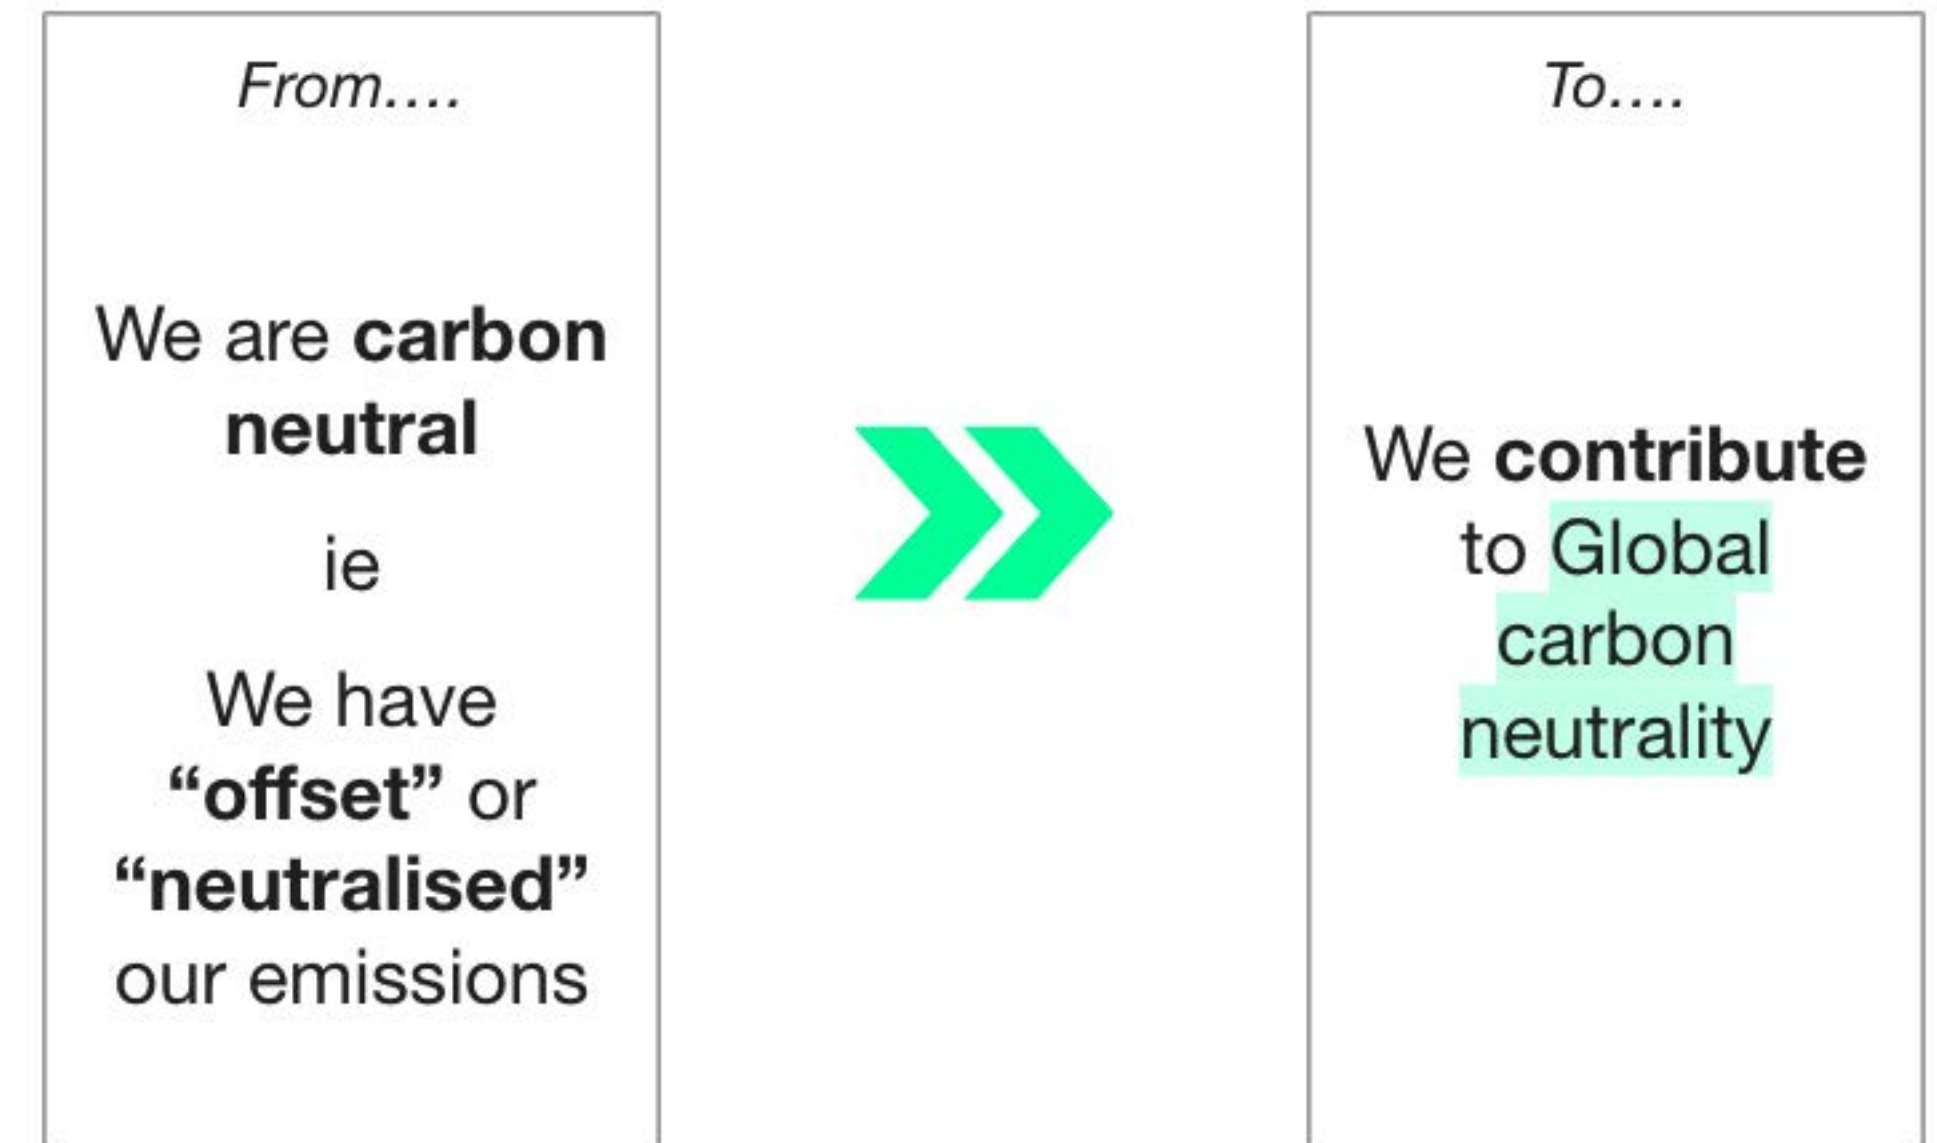 From....
We are carbon
neutral
ie
We have
“offset” or
“neutralised”
our emissions
To....
We contribute
to Global
carbon
neutrality